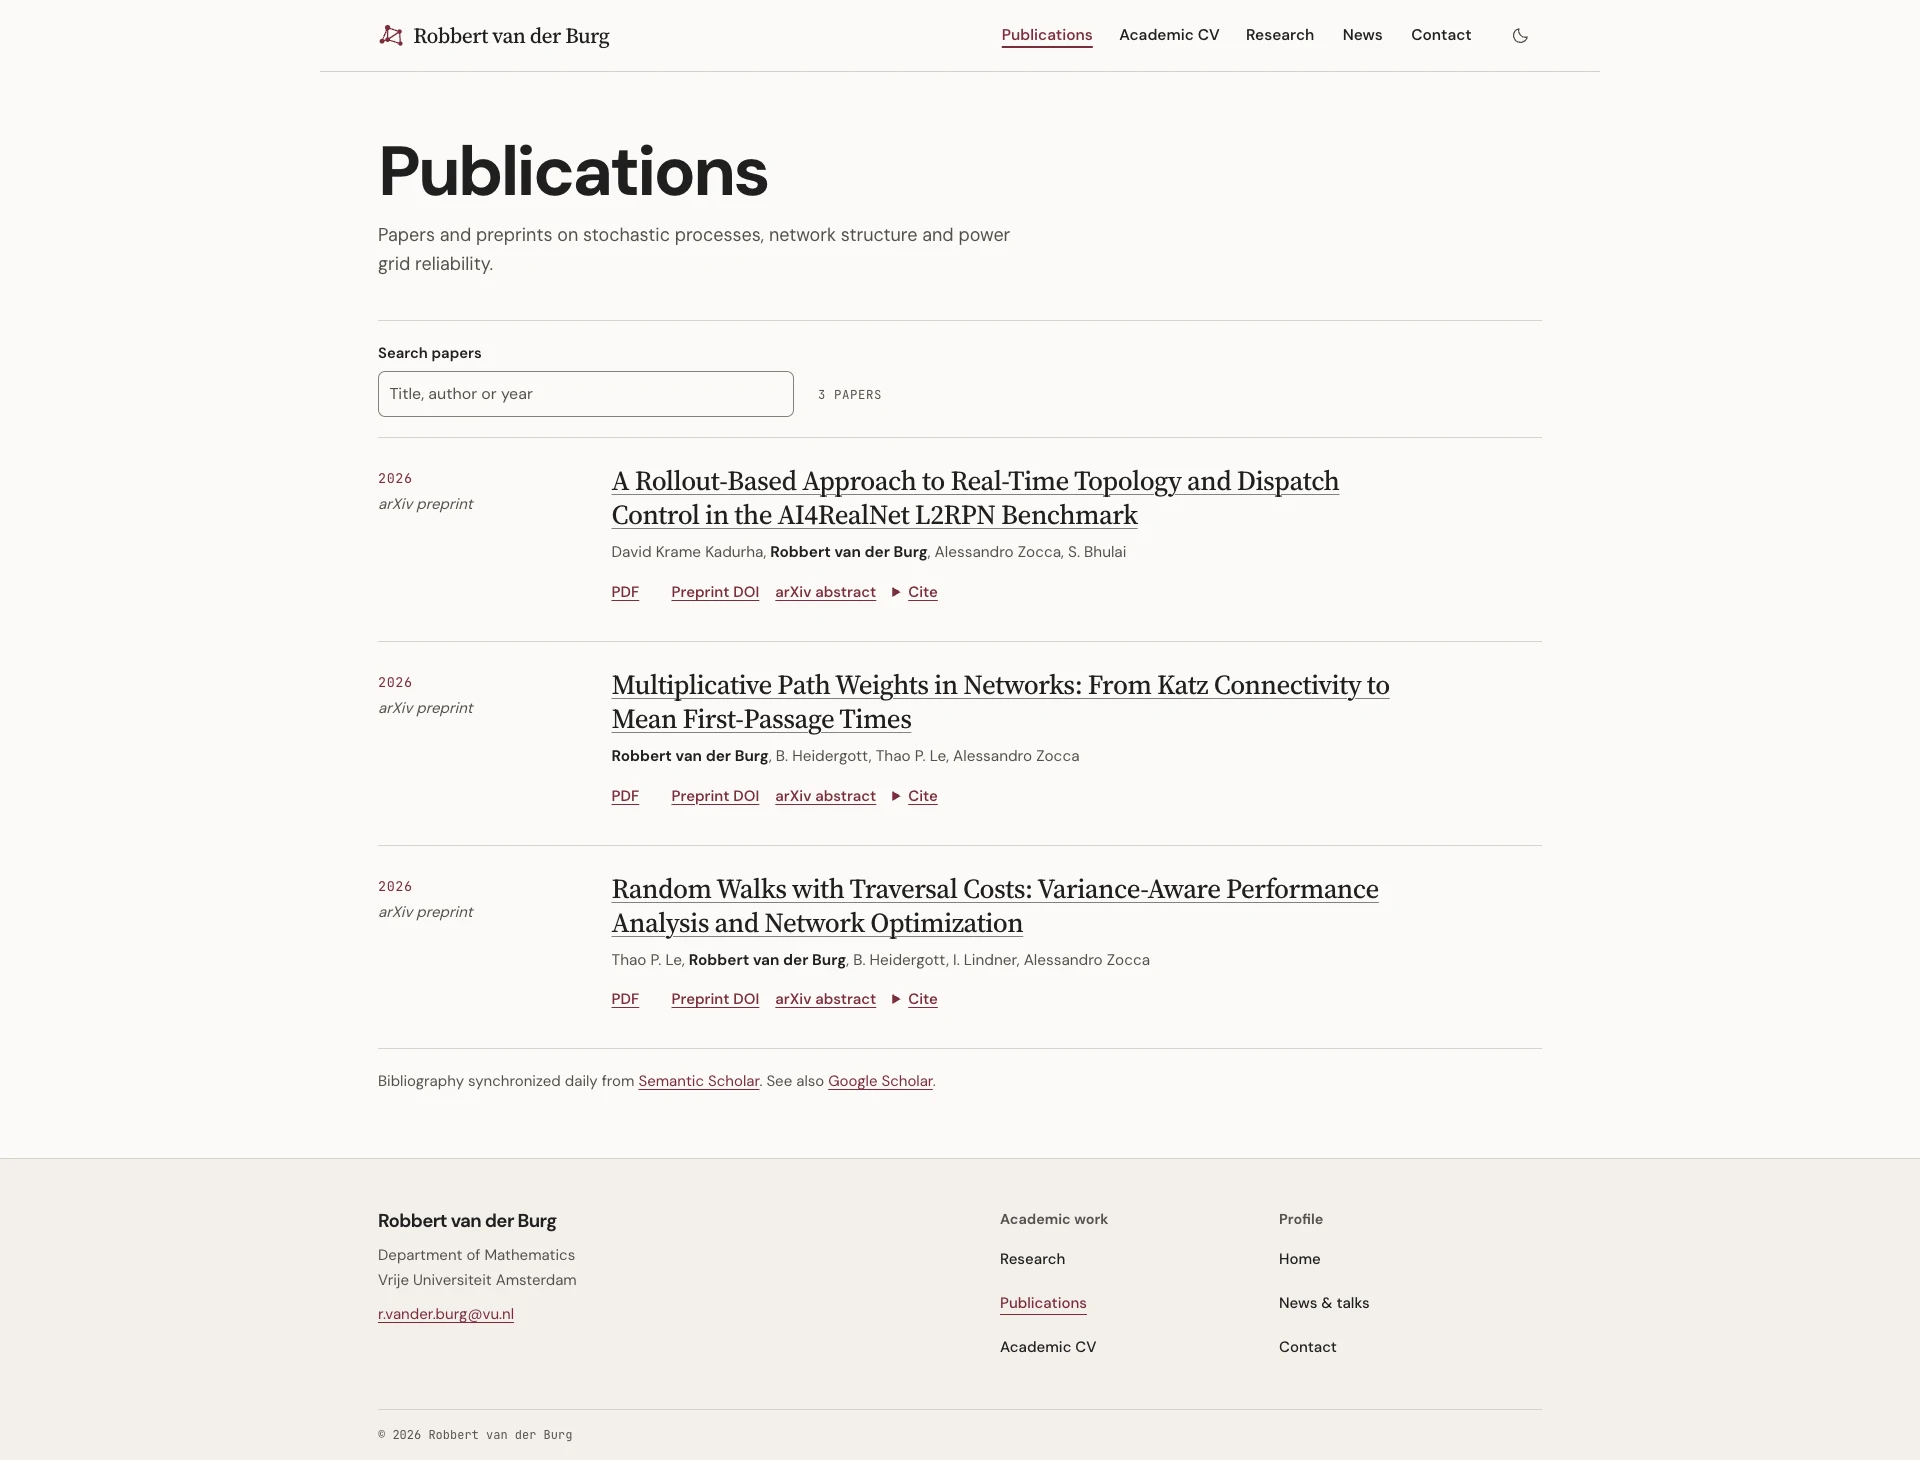 Robbert van der Burg
Publications Academic CV Research News Contact
Publications
Papers and preprints on stochastic processes, network structure and power
grid reliability.
Search papers
Title, author or year
3 PAPERS
2026
arXiv preprint
A Rollout-Based Approach to Real-Time Topology and Dispatch
Control in the AI4RealNet L2RPN Benchmark
David Krame Kadurha, Robbert van der Burg, Alessandro Zocca, S. Bhulai
PDF Preprint DOI arXiv abstract ▶ Cite
2026
arXiv preprint
Multiplicative Path Weights in Networks: From Katz Connectivity to
Mean First-Passage Times
Robbert van der Burg, B. Heidergott, Thao P. Le, Alessandro Zocca
PDF Preprint DOI arXiv abstract ▶ Cite
2026
arXiv preprint
Random Walks with Traversal Costs: Variance-Aware Performance
Analysis and Network Optimization
Thao P. Le, Robbert van der Burg, B. Heidergott, I. Lindner, Alessandro Zocca
PDF Preprint DOI arXiv abstract ▶ Cite
Bibliography synchronized daily from Semantic Scholar. See also Google Scholar.
Robbert van der Burg
Department of Mathematics
Vrije Universiteit Amsterdam
r.vander.burg@vu.nl
Academic work
Research
Publications
Academic CV
Profile
Home
News & talks
Contact
© 2026 Robbert van der Burg